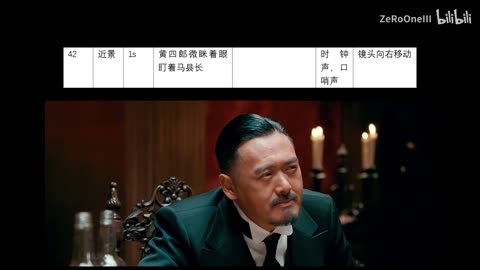 ZeRoOneIII bilibili
42 近景 1s 黄四郎微眯着眼 时 钟 镜头向右移动
盯着马县长 声，口
哨声